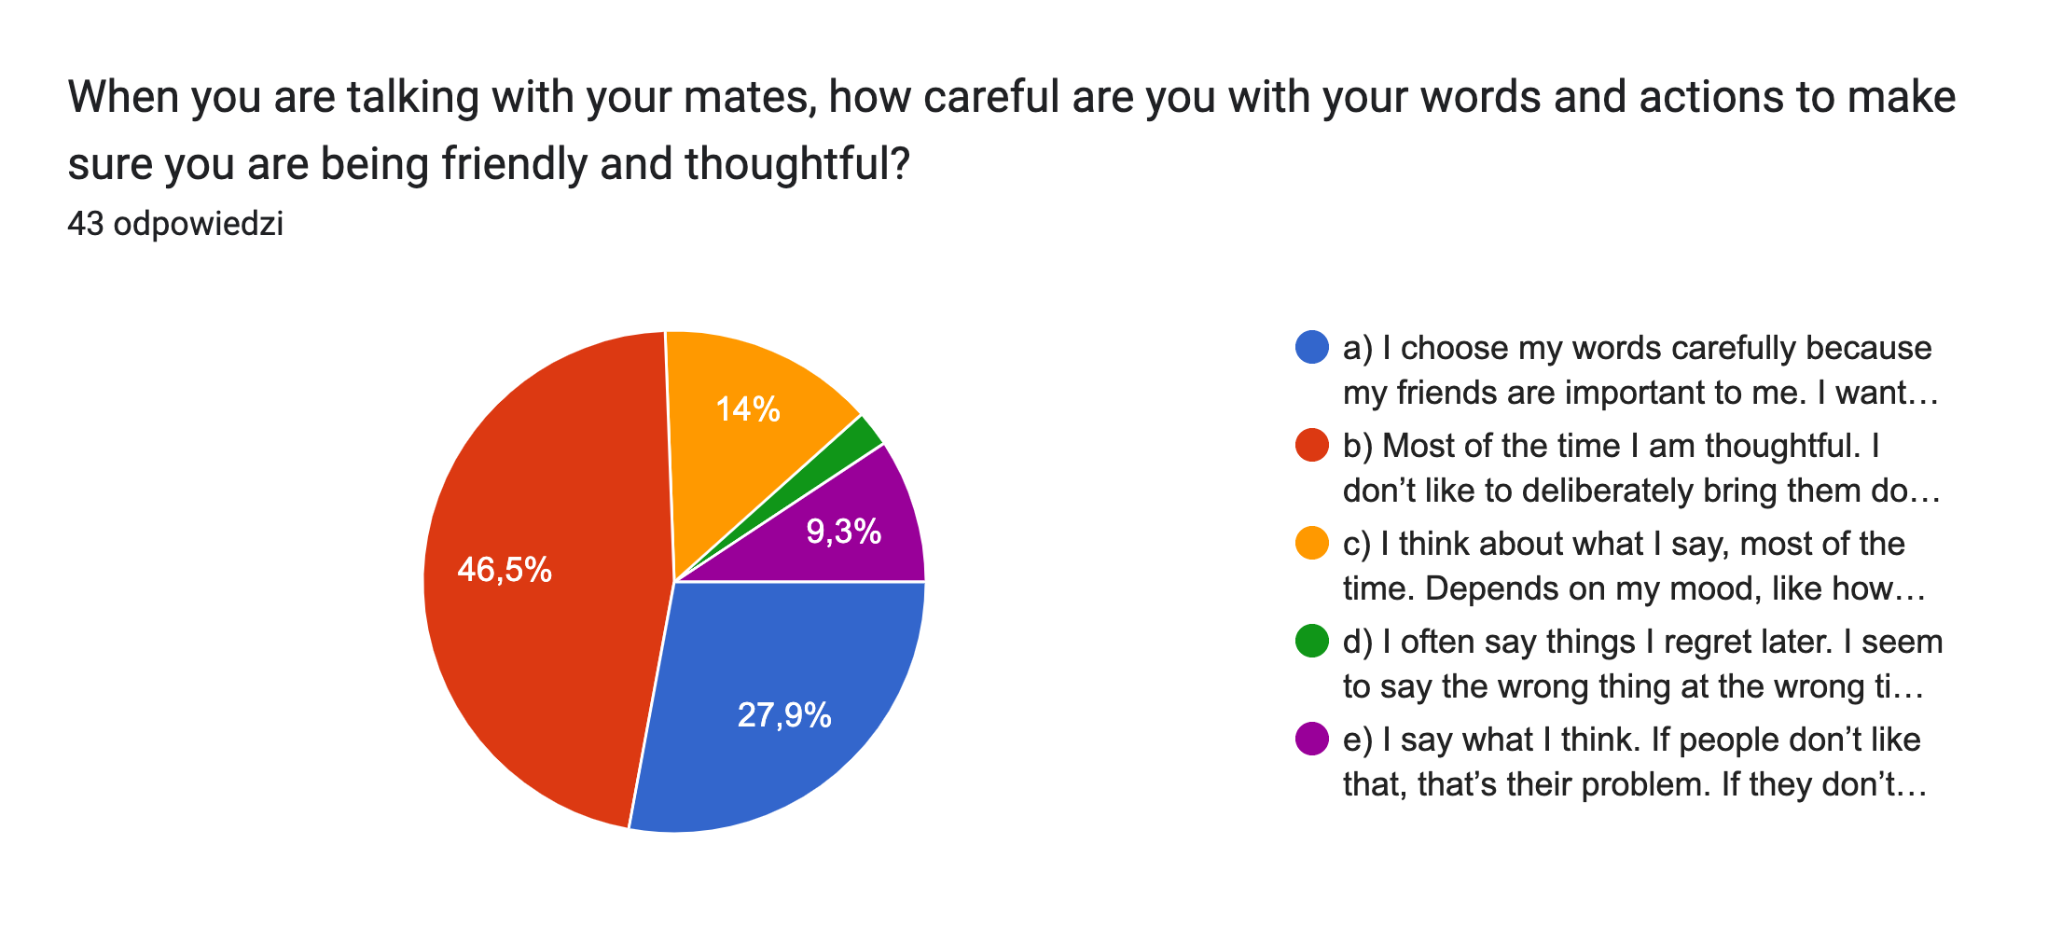 When you are talking with your mates, how careful are you with your words and actions to make
sure you are being friendly and thoughtful?
43 odpowiedzi
14%
9,3%
46,5%
27,9%
a) I choose my words carefully because
my friends are important to me. I want…
b) Most of the time I am thoughtful. I
don’t like to deliberately bring them do…
c) I think about what I say, most of the
time. Depends on my mood, like how…
d) I often say things I regret later. I seem
to say the wrong thing at the wrong ti…
e) I say what I think. If people don’t like
that, that’s their problem. If they don’t…